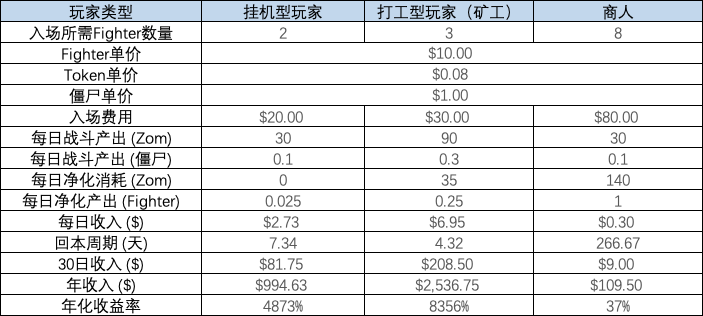 玩家类型 挂机型玩家 打工型玩家（矿工） 商人
入场所需Fighter数量 2 3 8
Fighter单价 $10.00
Token单价 $0.08
僵尸单价 $1.00
入场费用 $20.00 $30.00 $80.00
每日战斗产出 (Zom) 30 90 30
每日战斗产出 (僵尸) 0.1 0.3 0.1
每日净化消耗 (Zom) 0 35 140
每日净化产出 (Fighter) 0.025 0.25 1
每日收入 ($) $2.73 $6.95 $0.30
回本周期 (天) 7.34 4.32 266.67
30日收入 ($) $81.75 $208.50 $9.00
年收入 ($) $994.63 $2,536.75 $109.50
年化收益率 4873% 8356% 37%